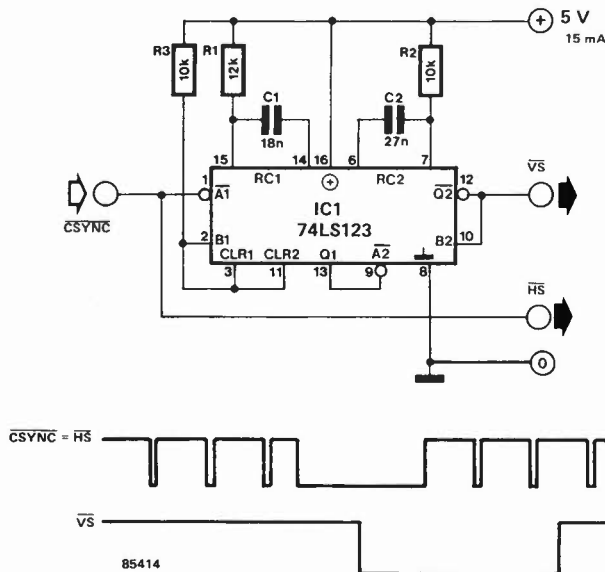 5 V
15 mA
R3
10k
R1
12k
R2
10k
C1
18n
C2
27n
15
14
16
6
7
RC1
RC2
1
A1
CSYNC
IC1
74LS123
Q2
12
VS
2
B1
B2
10
CLR1
CLR2
Q1
A2
3
11
13
9
8
HS
0
CSYNC = HS
VS
85414